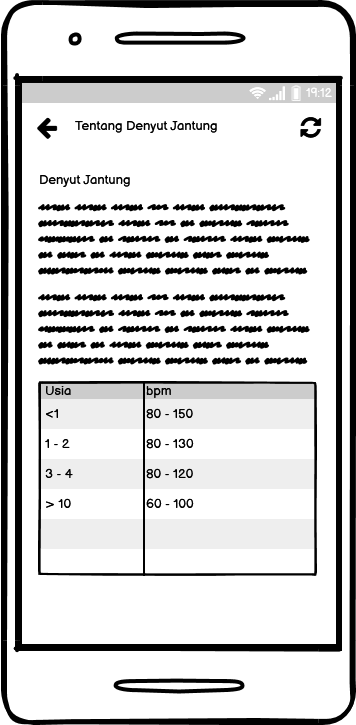 19:12
Tentang Denyut Jantung
Denyut Jantung
Usia bpm
<1 80 - 150
1 - 2 80 - 130
3 - 4 80 - 120
> 10 60 - 100